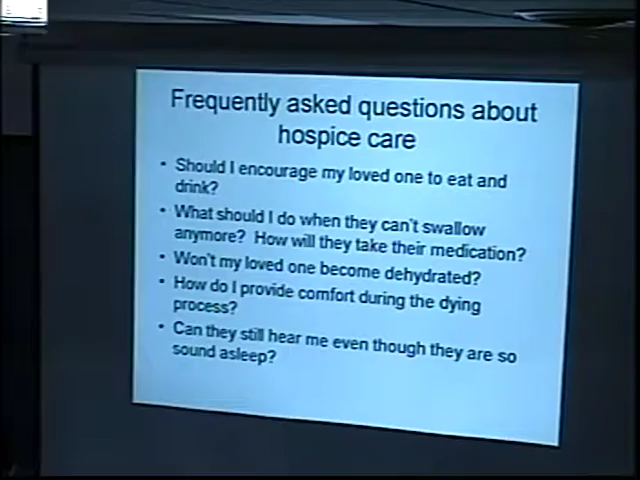 Frequently asked questions about
hospice care
• Should I encourage my loved one to eat and
drink?
• What should I do when they can't swallow
anymore? How will they take their medication?
• Won't my loved one become dehydrated?
• How do I provide comfort during the dying
process?
• Can they still hear me even though they are so
sound asleep?